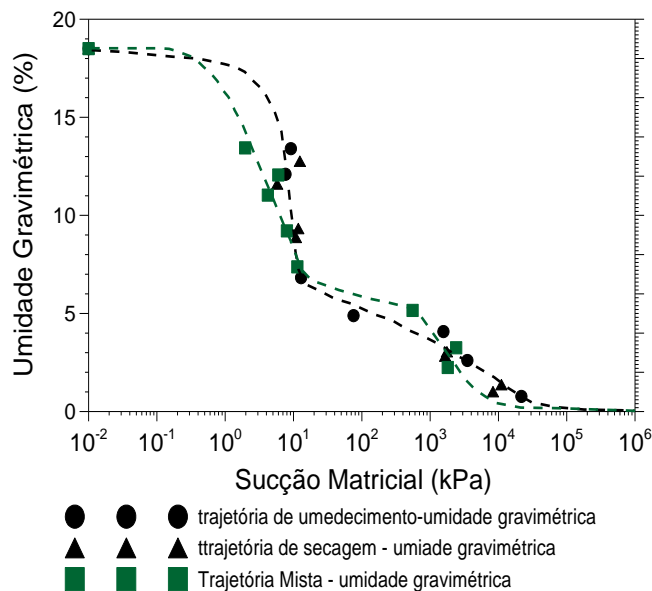 Umidade Gravimétrica (%)
20
15
10
5
0
10-2 10-1 100 101 102 103 104 105 106
Sucção Matricial (kPa)
trajetória de umedecimento-umidade gravimétrica
ttrajetória de secagem - umiade gravimétrica
Trajetória Mista - umidade gravimétrica